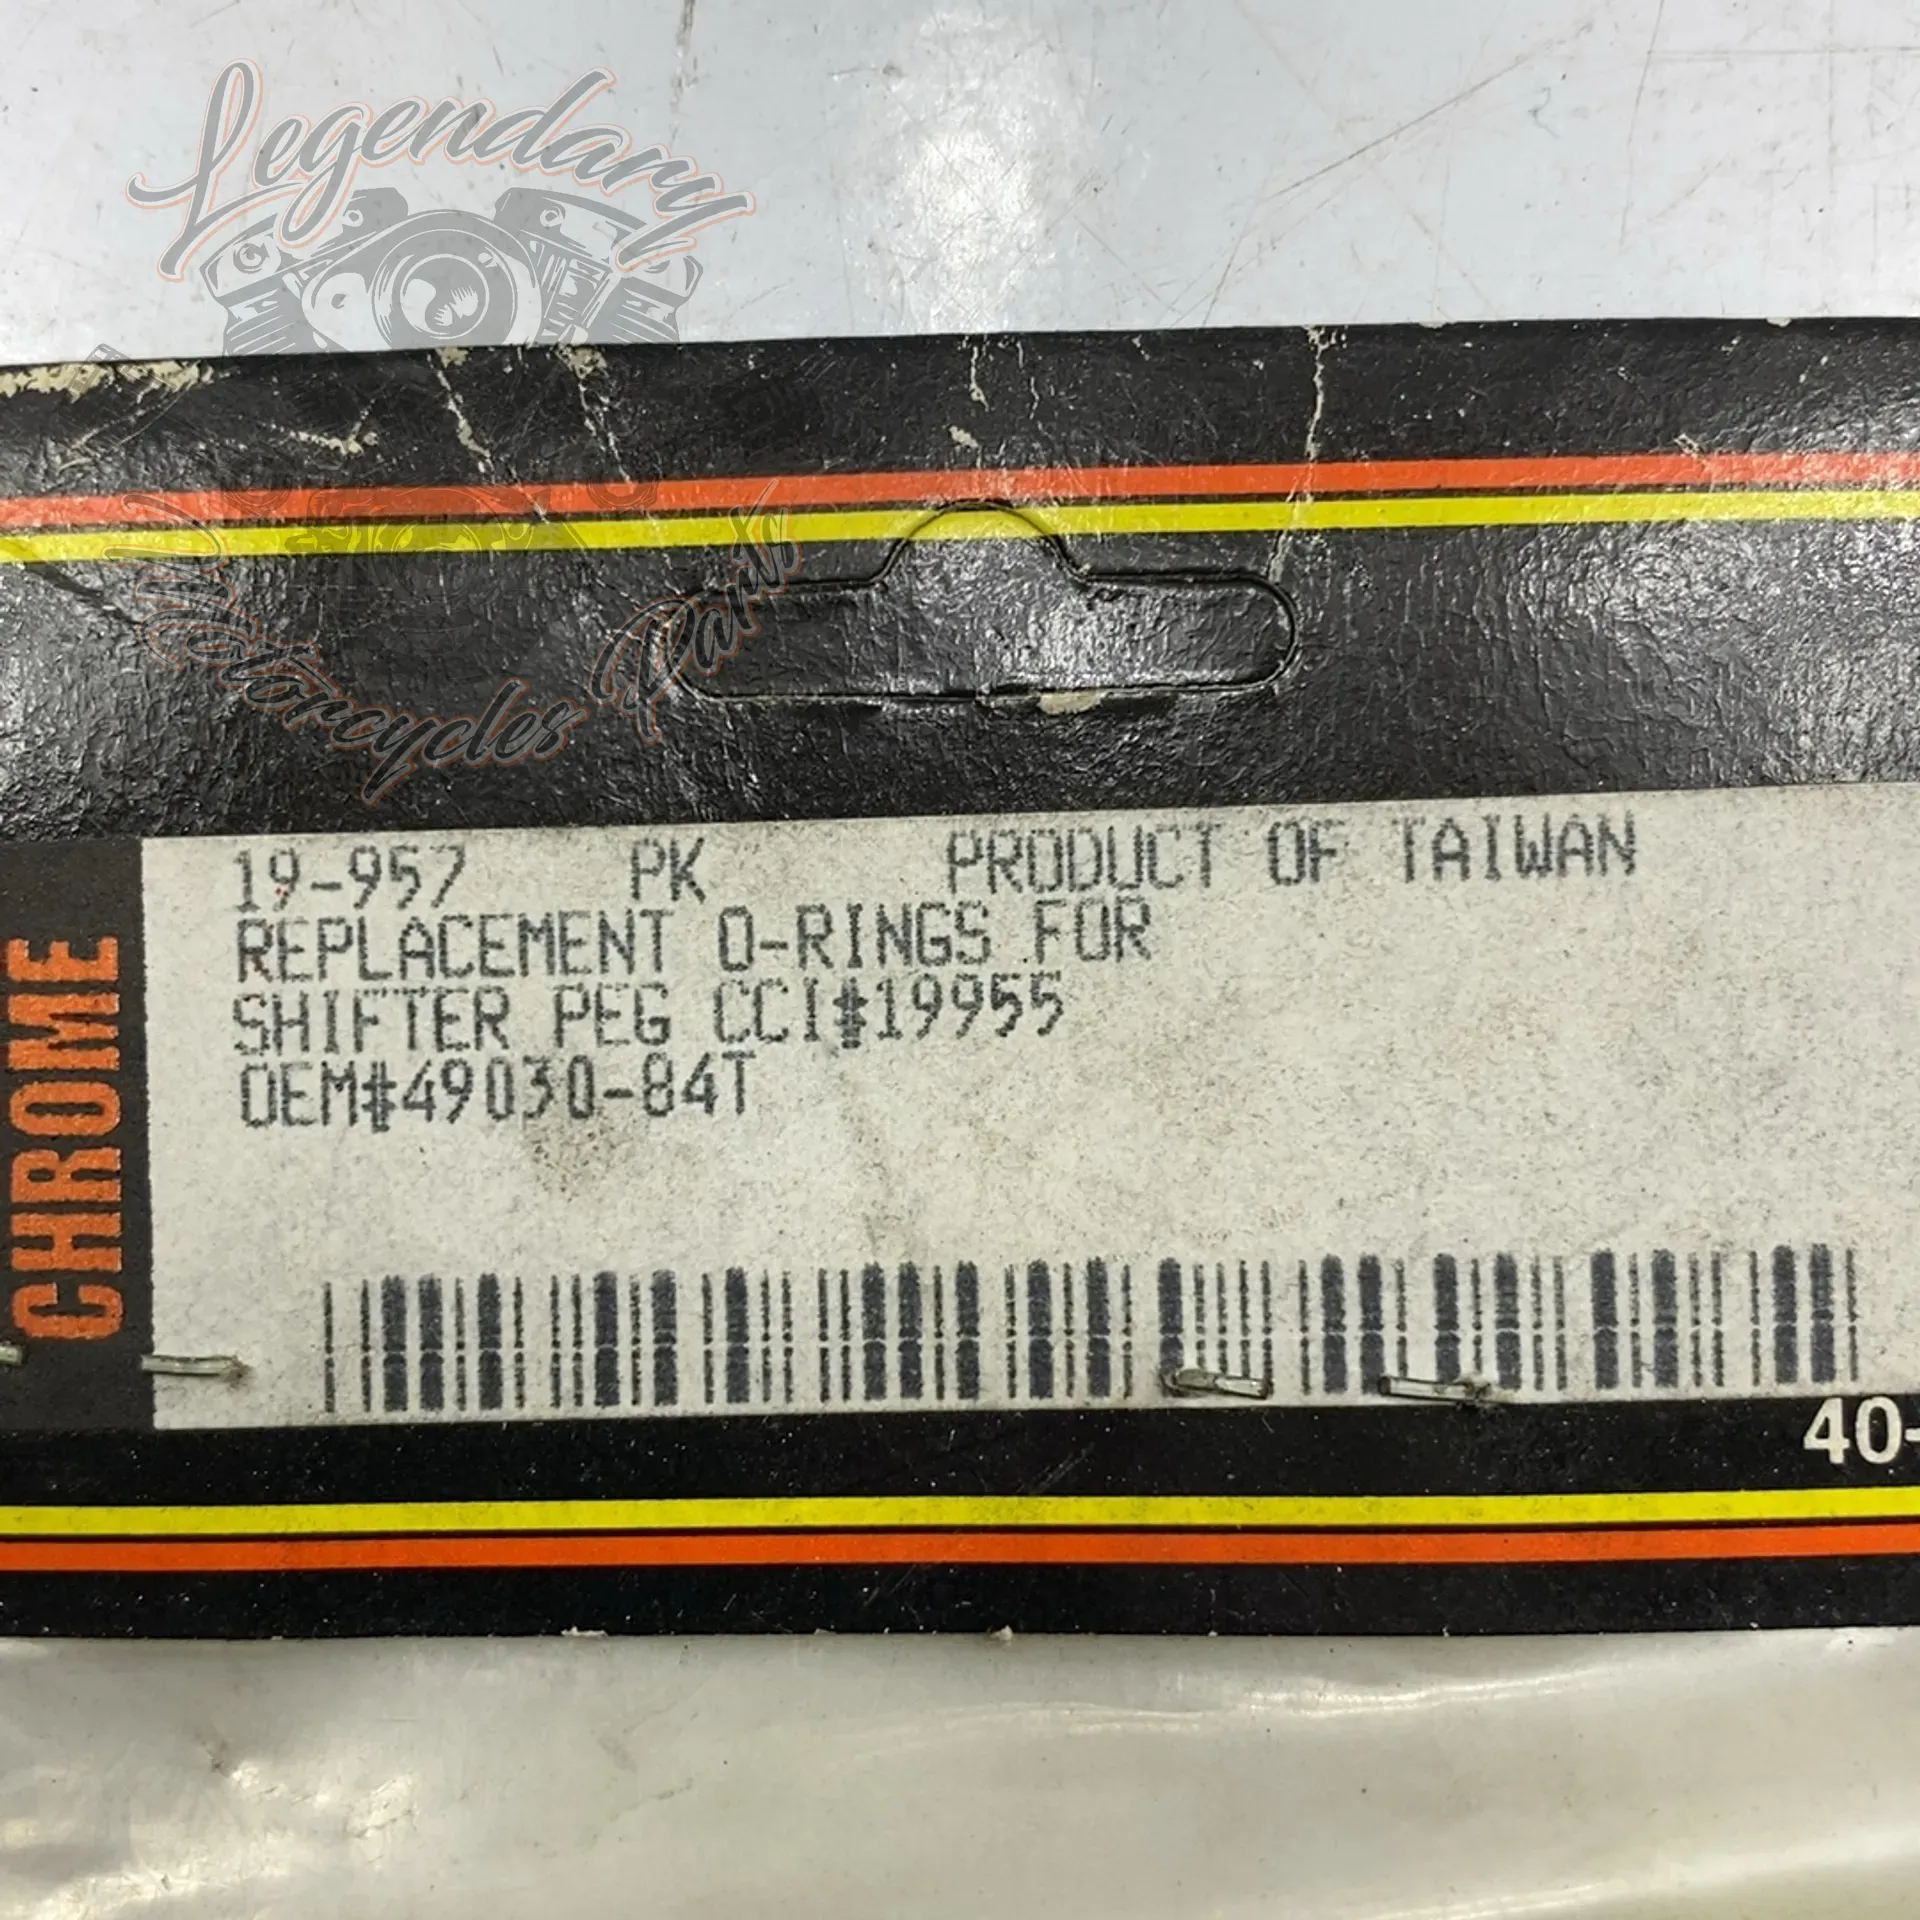 Legendary
Motorcycles Parts
19-957 PK PRODUCT OF TAIWAN
REPLACEMENT O-RINGS FOR
SHIFTER PEG CCI#19955
OEM#49030-84T
CHROME
40-